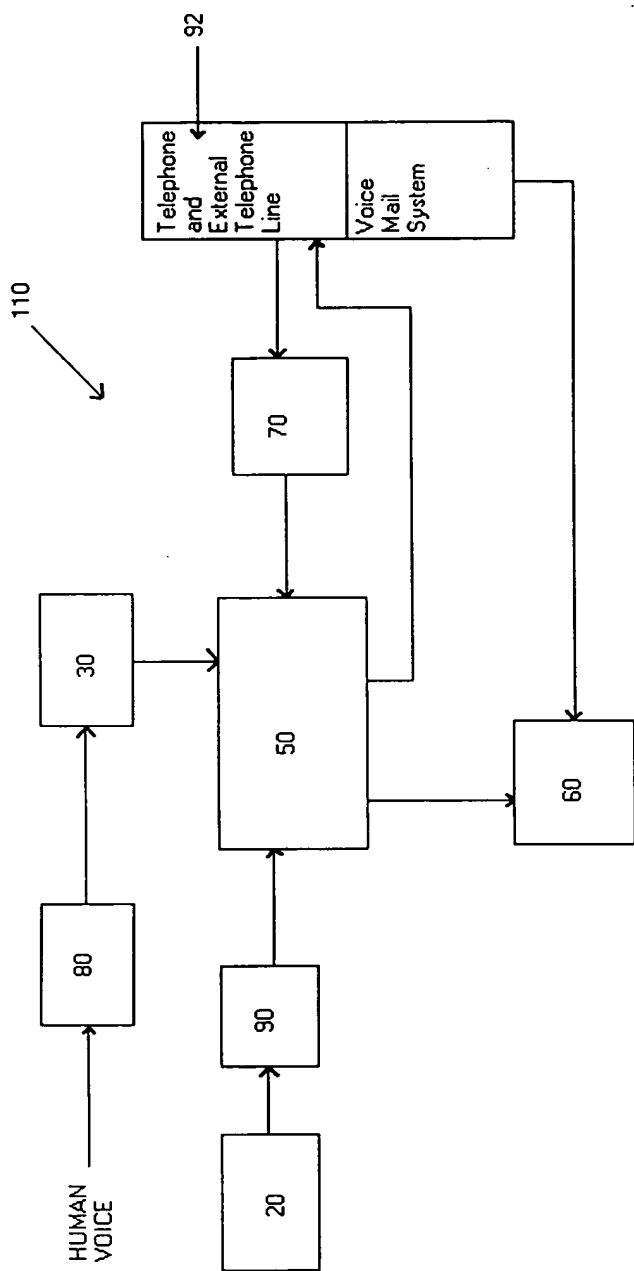 110
HUMAN
VOICE
80
30
20
90
50
70
60
Telephone
and
External
Telephone
Line
92
Voice
Mail
System